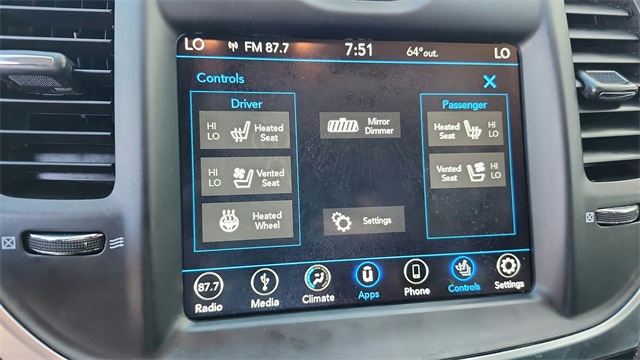 LO FM 87.7 7:51 64° out. LO
Controls
Driver
Passenger
HI
LO
Heated
Seat
Mirror
Dimmer
Heated
Seat
HI
LO
HI
LO
Vented
Seat
Vented
Seat
HI
LO
Heated
Wheel
Settings
87.7
Radio
Media
Climate
Apps
Phone
Controls
Settings